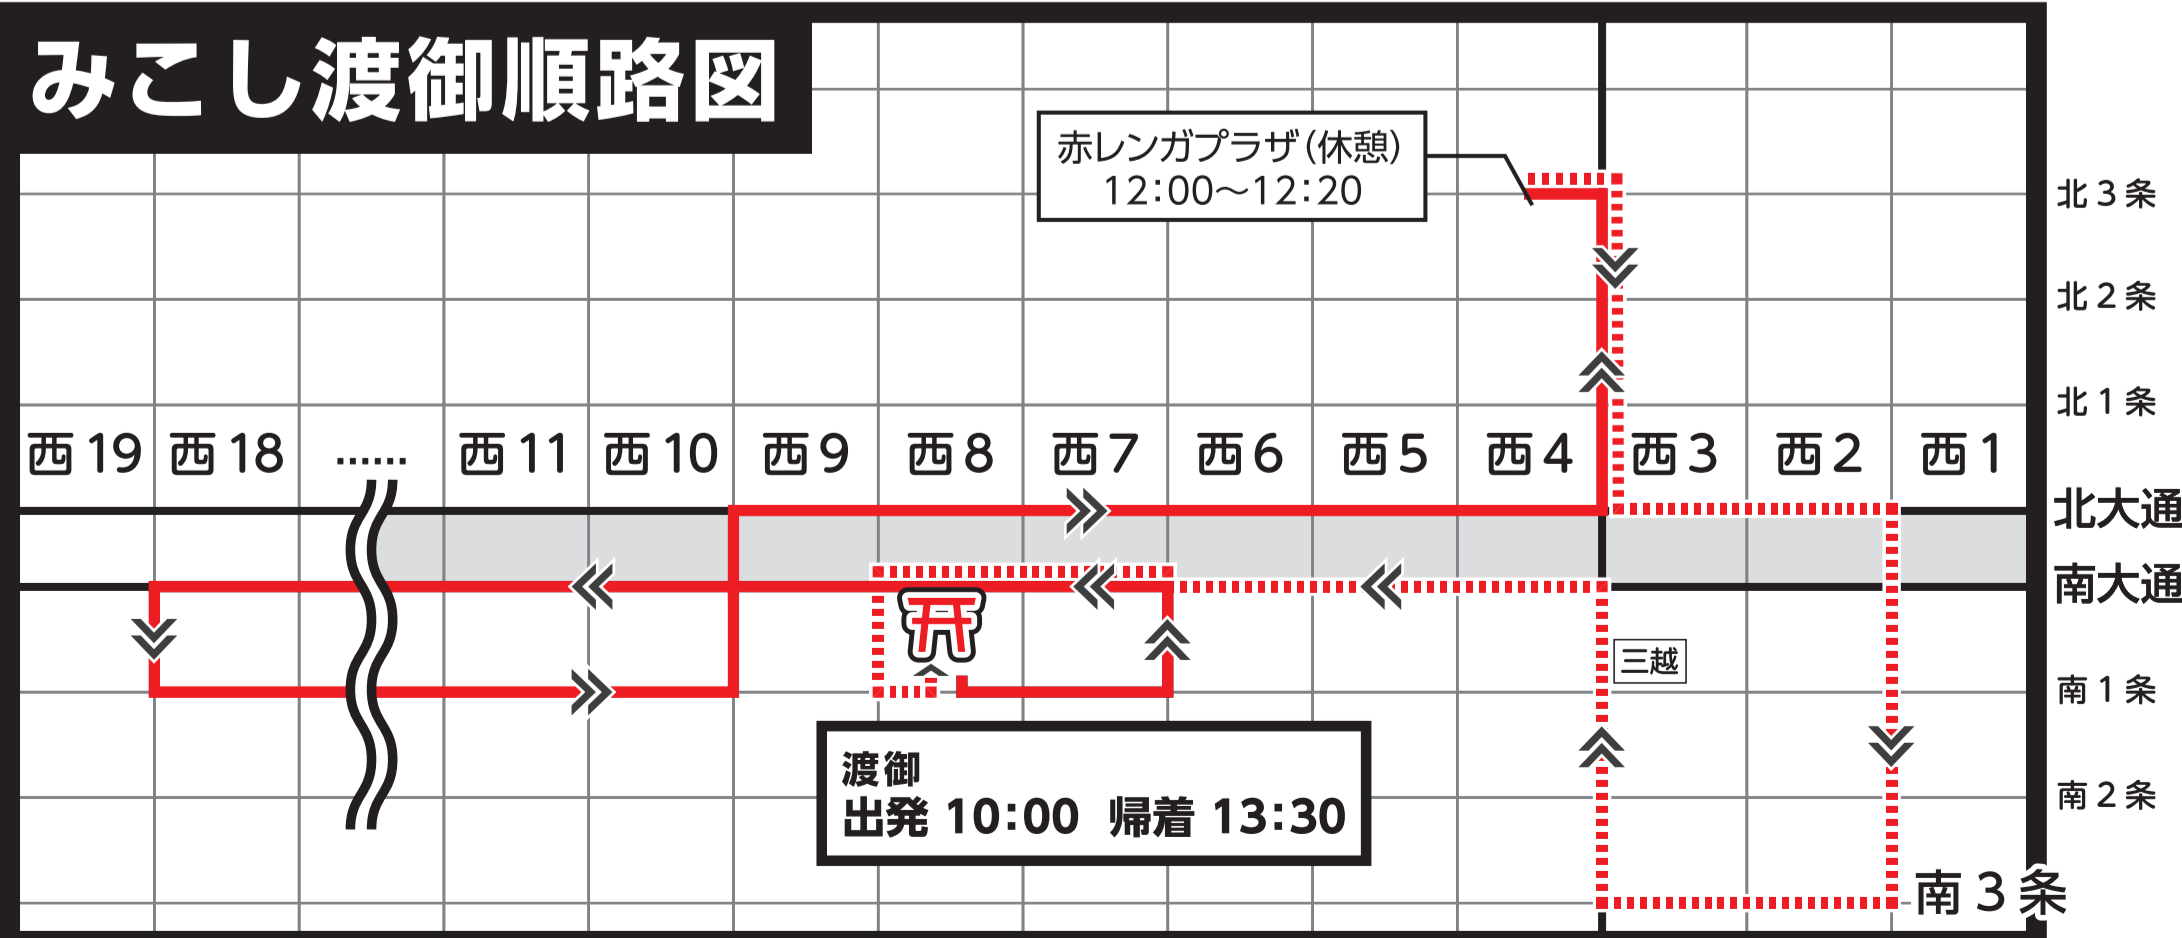 みこし渡御順路図
赤レンガプラザ(休憩)
12:00〜12:20
北3条
北2条
北1条
西19 西18 …… 西11 西10 西9 西8 西7 西6 西5 西4 西3 西2 西1
北大通
南大通
三越
南1条
渡御
出発 10:00 帰着 13:30
南2条
南3条